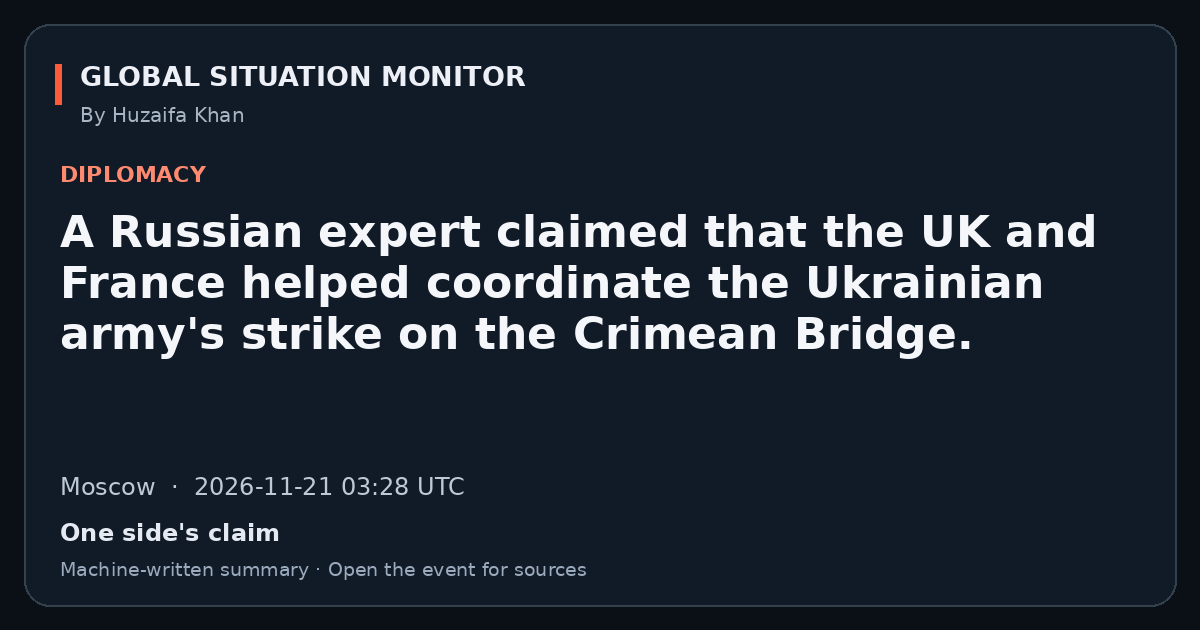 GLOBAL SITUATION MONITOR
By Huzaifa Khan
DIPLOMACY
A Russian expert claimed that the UK and
France helped coordinate the Ukrainian
army's strike on the Crimean Bridge.
Moscow · 2026-11-21 03:28 UTC
One side's claim
Machine-written summary · Open the event for sources